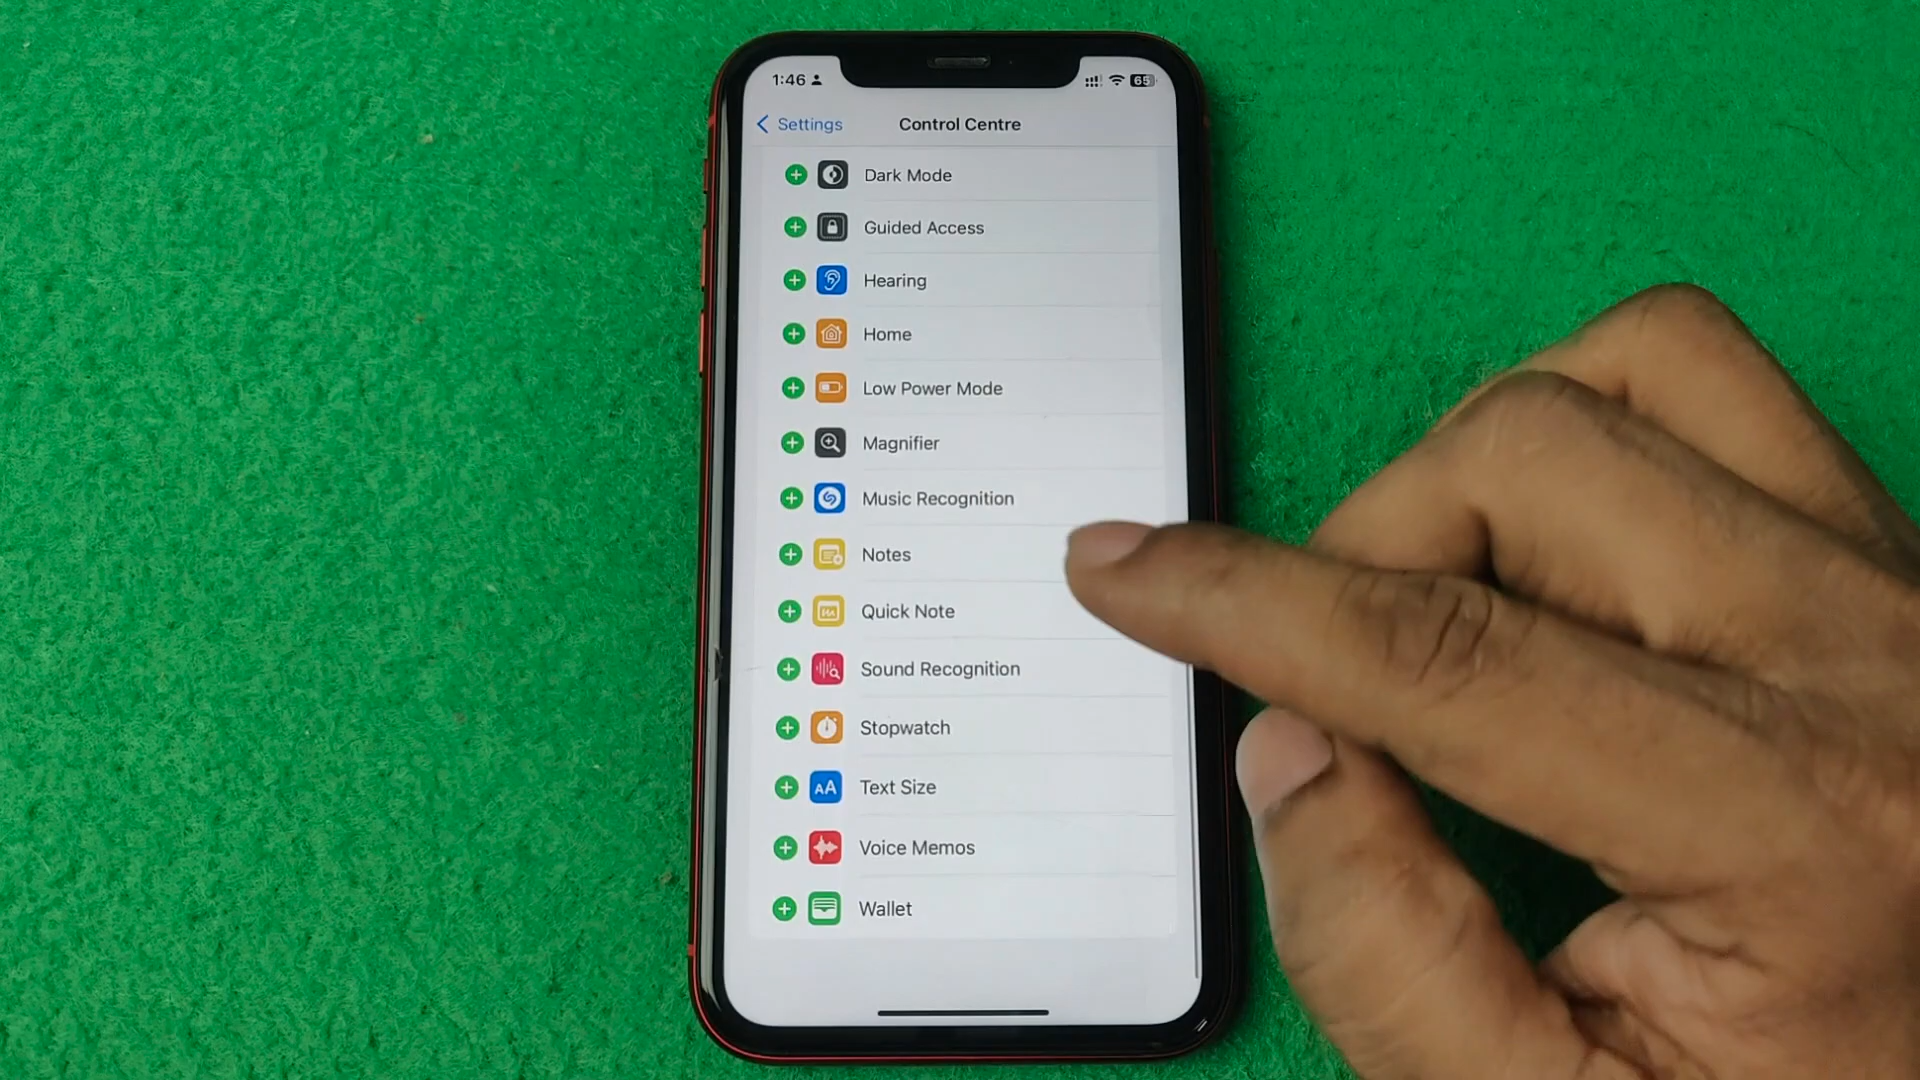 1:46
65
Settings
Control Centre
Dark Mode
Guided Access
Hearing
Home
Low Power Mode
Magnifier
Music Recognition
Notes
Quick Note
Sound Recognition
Stopwatch
AA Text Size
Voice Memos
Wallet